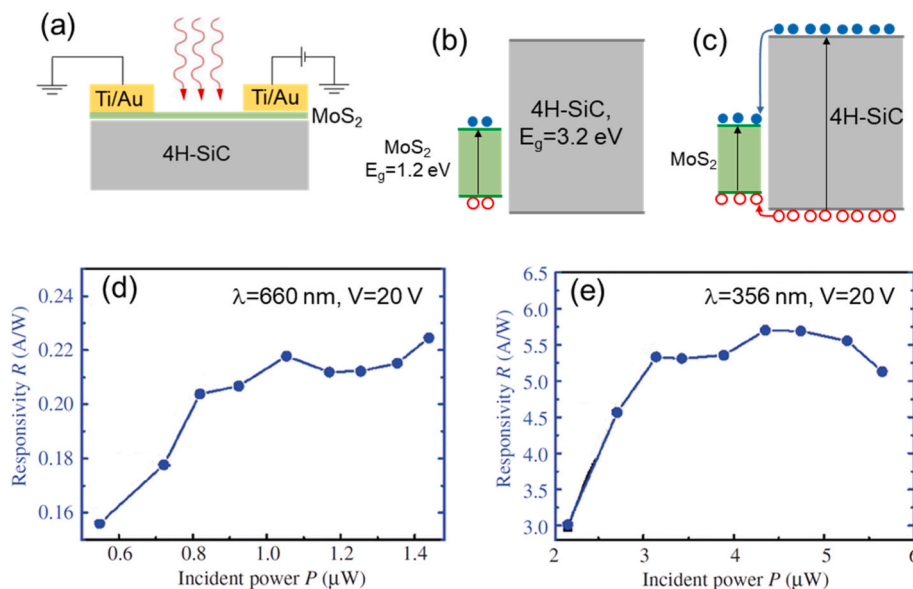 (a)
Ti/Au
Ti/Au
MoS₂
4H-SiC
(b)
4H-SiC,
E_g=3.2 eV
MoS₂
E_g=1.2 eV
(c)
4H-SiC
MoS₂
(d)
λ=660 nm, V=20 V
Responsivity R (A/W)
0.24
0.22
0.20
0.18
0.16
0.6
0.8
1.0
1.2
1.4
Incident power P (μW)
(e)
λ=356 nm, V=20 V
Responsivity R (A/W)
6.5
6.0
5.5
5.0
4.5
4.0
3.5
3.0
2
3
4
5
6
Incident power P (μW)